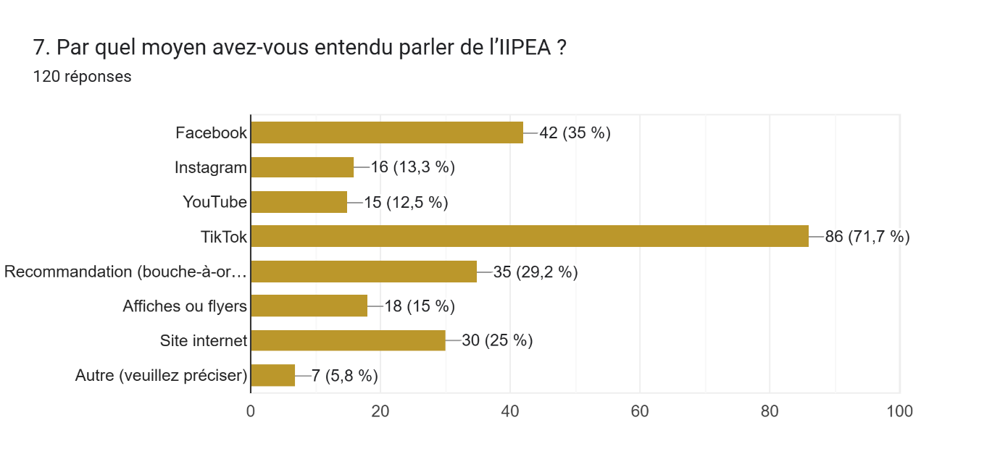 7. Par quel moyen avez-vous entendu parler de l’IIPEA ?
120 réponses
Facebook 42 (35 %)
Instagram 16 (13,3 %)
YouTube 15 (12,5 %)
TikTok 86 (71,7 %)
Recommandation (bouche-à-or… 35 (29,2 %)
Affiches ou flyers 18 (15 %)
Site internet 30 (25 %)
Autre (veuillez préciser) 7 (5,8 %)
0 20 40 60 80 100